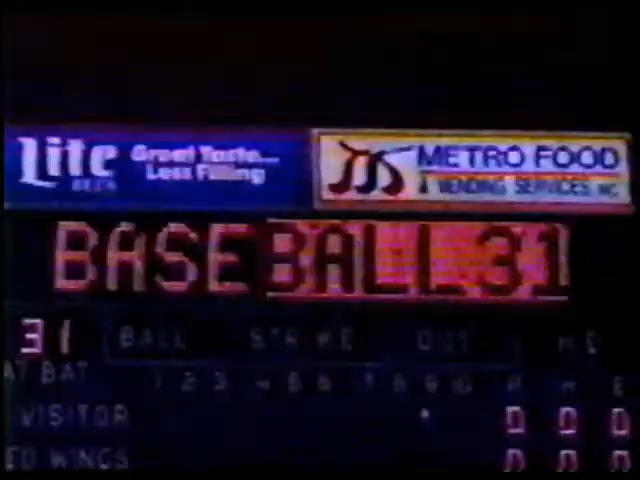 Lite
BEER
Great Taste...
Less Filling
METRO FOOD
& VENDING SERVICES, INC.
BASEBALL 31
31 BALL STRIKE OUT H E
AT BAT
1 2 3 4 5 6 7 8 9 10 R H E
VISITOR 0 0 0
ED WINGS 0 0 0